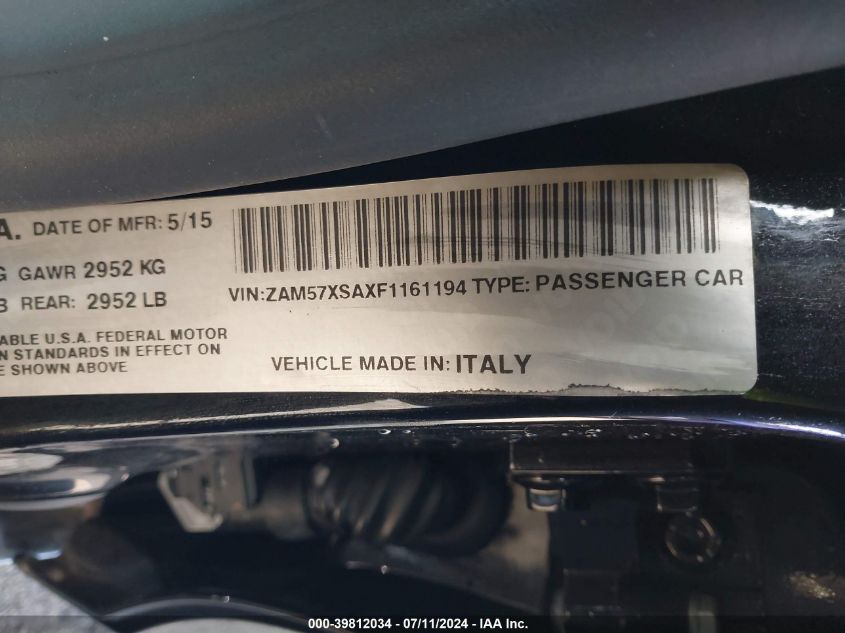 A. DATE OF MFR: 5/15
G GAWR 2952 KG
B REAR: 2952 LB
VIN:ZAM57XSAXF1161194 TYPE: PASSENGER CAR
ABLE U.S.A. FEDERAL MOTOR
N STANDARDS IN EFFECT ON
E SHOWN ABOVE
VEHICLE MADE IN: ITALY
000-39812034 - 07/11/2024 - IAA Inc.